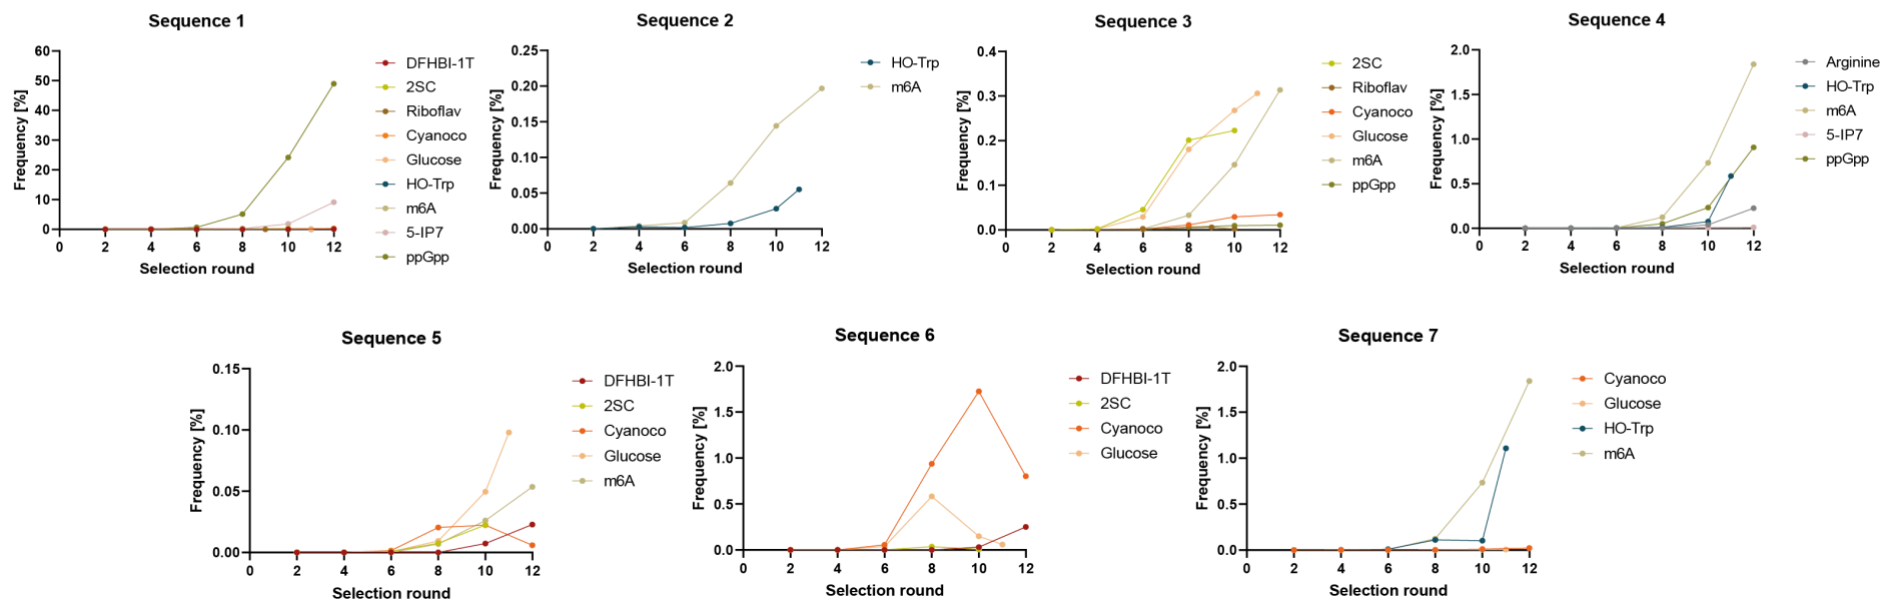 Sequence 1
Frequency [%]
60
50
40
30
20
10
0
0 2 4 6 8 10 12
Selection round
DFHBI-1T
2SC
Riboflav
Cyanoco
Glucose
HO-Trp
m6A
5-IP7
ppGpp
Sequence 2
Frequency [%]
0.25
0.20
0.15
0.10
0.05
0.00
0 2 4 6 8 10 12
Selection round
HO-Trp
m6A
Sequence 3
Frequency [%]
0.4
0.3
0.2
0.1
0.0
0 2 4 6 8 10 12
Selection round
2SC
Riboflav
Cyanoco
Glucose
m6A
ppGpp
Sequence 4
Frequency [%]
2.0
1.5
1.0
0.5
0.0
0 2 4 6 8 10 12
Selection round
Arginine
HO-Trp
m6A
5-IP7
ppGpp
Sequence 5
Frequency [%]
0.15
0.10
0.05
0.00
0 2 4 6 8 10 12
Selection round
DFHBI-1T
2SC
Cyanoco
Glucose
m6A
Sequence 6
Frequency [%]
2.0
1.5
1.0
0.5
0.0
0 2 4 6 8 10 12
Selection round
DFHBI-1T
2SC
Cyanoco
Glucose
Sequence 7
Frequency [%]
2.0
1.5
1.0
0.5
0.0
0 2 4 6 8 10 12
Selection round
Cyanoco
Glucose
HO-Trp
m6A